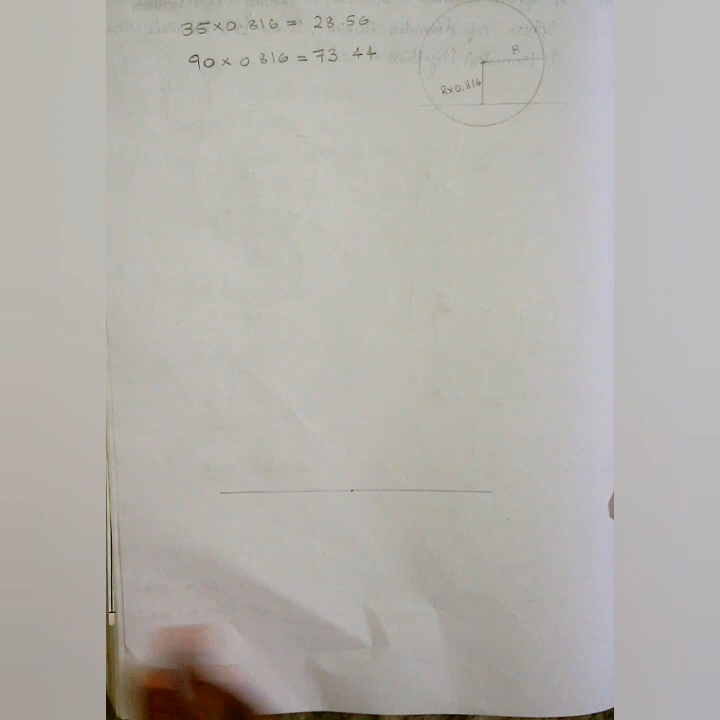 35×0.816 = 28.56
90 × 0.816 = 73.44
R
R×0.816